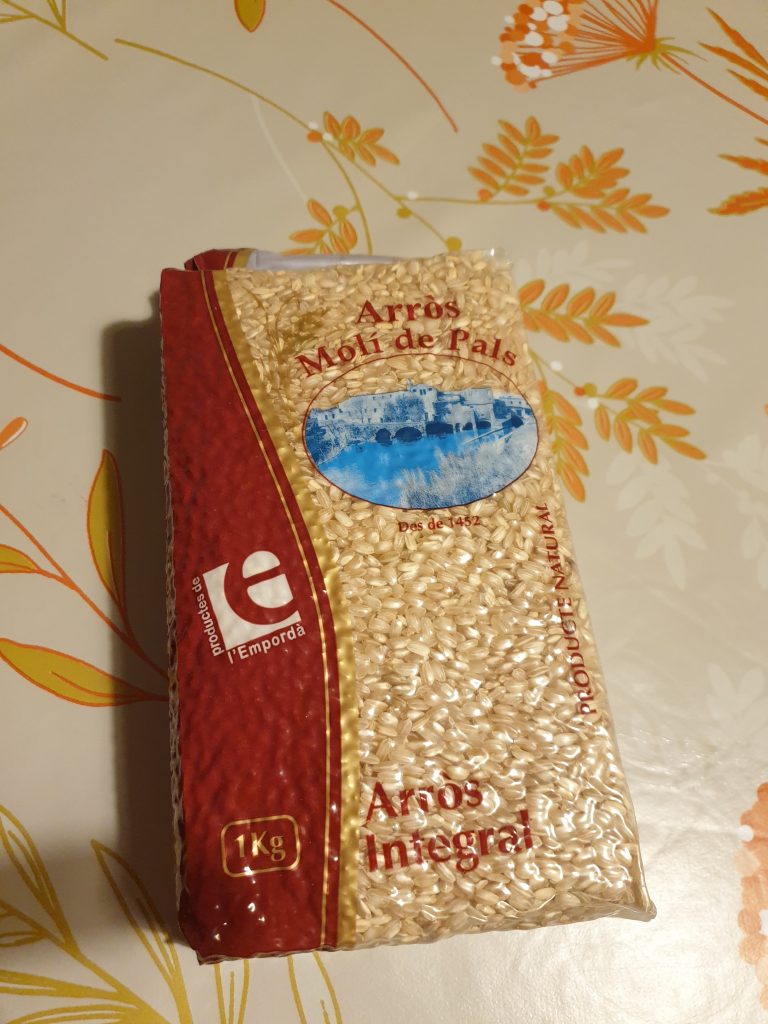 Arròs
Molí de Pals
Des de 1452
PRODUCTE NATURAL
e
productes de
l'Empordà
Arròs
Integral
1Kg